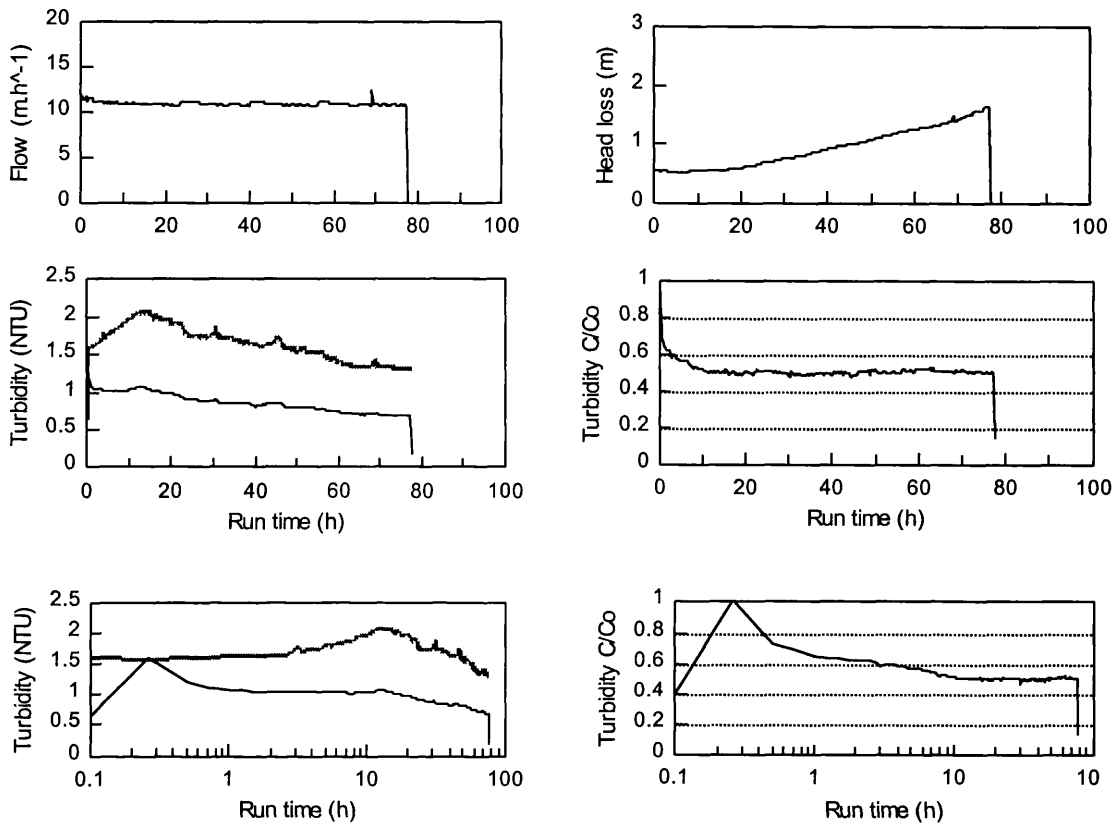 Flow (m.h^-1)
20
15
10
5
0
0 20 40 60 80 100
Head loss (m)
3
2
1
0
0 20 40 60 80 100
Turbidity (NTU)
2.5
2
1.5
1
0.5
0
0 20 40 60 80 100
Run time (h)
Turbidity C/Co
1
0.8
0.6
0.4
0.2
0
0 20 40 60 80 100
Run time (h)
Turbidity (NTU)
2.5
2
1.5
1
0.5
0
0.1 1 10 100
Run time (h)
Turbidity C/Co
1
0.8
0.6
0.4
0.2
0
0.1 1 10 10
Run time (h)